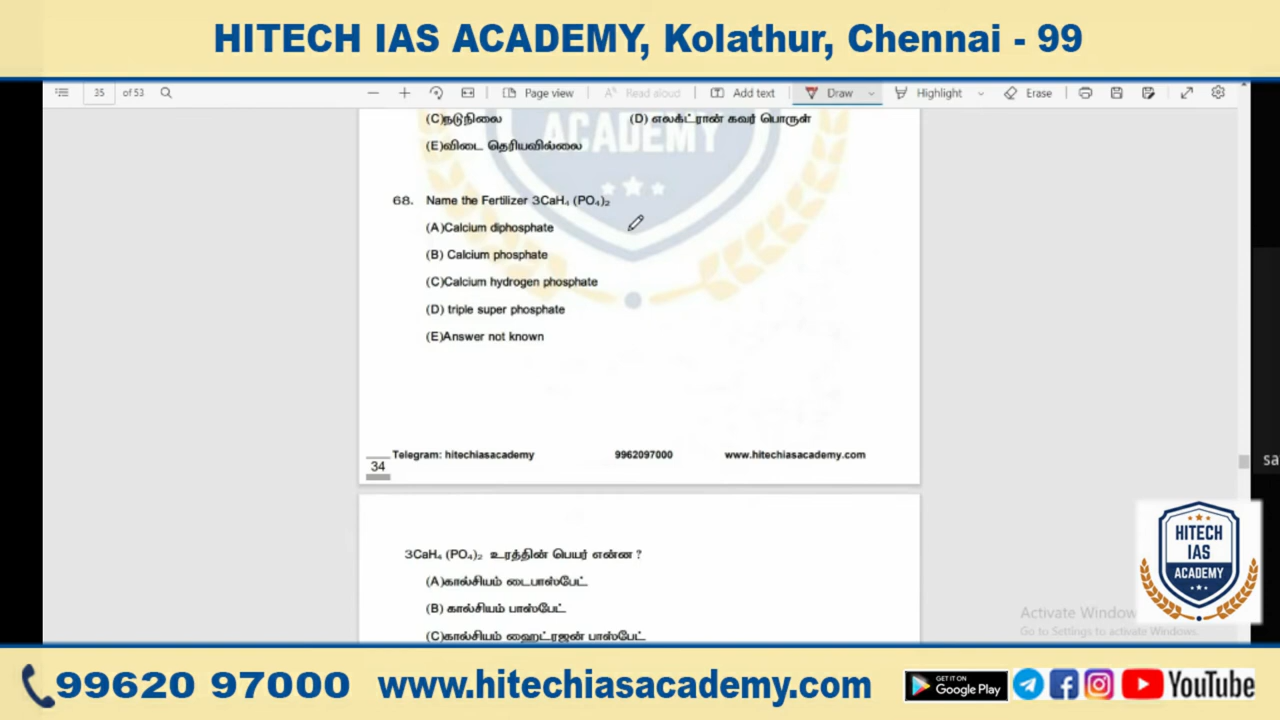 HITECH IAS ACADEMY, Kolathur, Chennai - 99
35 of 53 Page view Read aloud Add text Draw Highlight Erase
(C)நடுநிலை (D) எலக்ட்ரான் கவர் பொருள்
ACADEMY
(E)விடை தெரியவில்லை
68. Name the Fertilizer 3CaH₄ (PO₄)₂
(A)Calcium diphosphate
(B) Calcium phosphate
(C)Calcium hydrogen phosphate
(D) triple super phosphate
(E)Answer not known
Telegram: hitechiasacademy 9962097000 www.hitechiasacademy.com
34
sa
3CaH₄ (PO₄)₂ உரத்தின் பெயர் என்ன ?
(A)கால்சியம் டைபாஸ்பேட்
(B) கால்சியம் பாஸ்பேட்
(C)கால்சியம் ஹைட்ரஜன் பாஸ்பேட்
HITECH
IAS
ACADEMY
Activate Window
Go to Settings to activate Windows.
99620 97000 www.hitechiasacademy.com GET IT ON Google Play YouTube